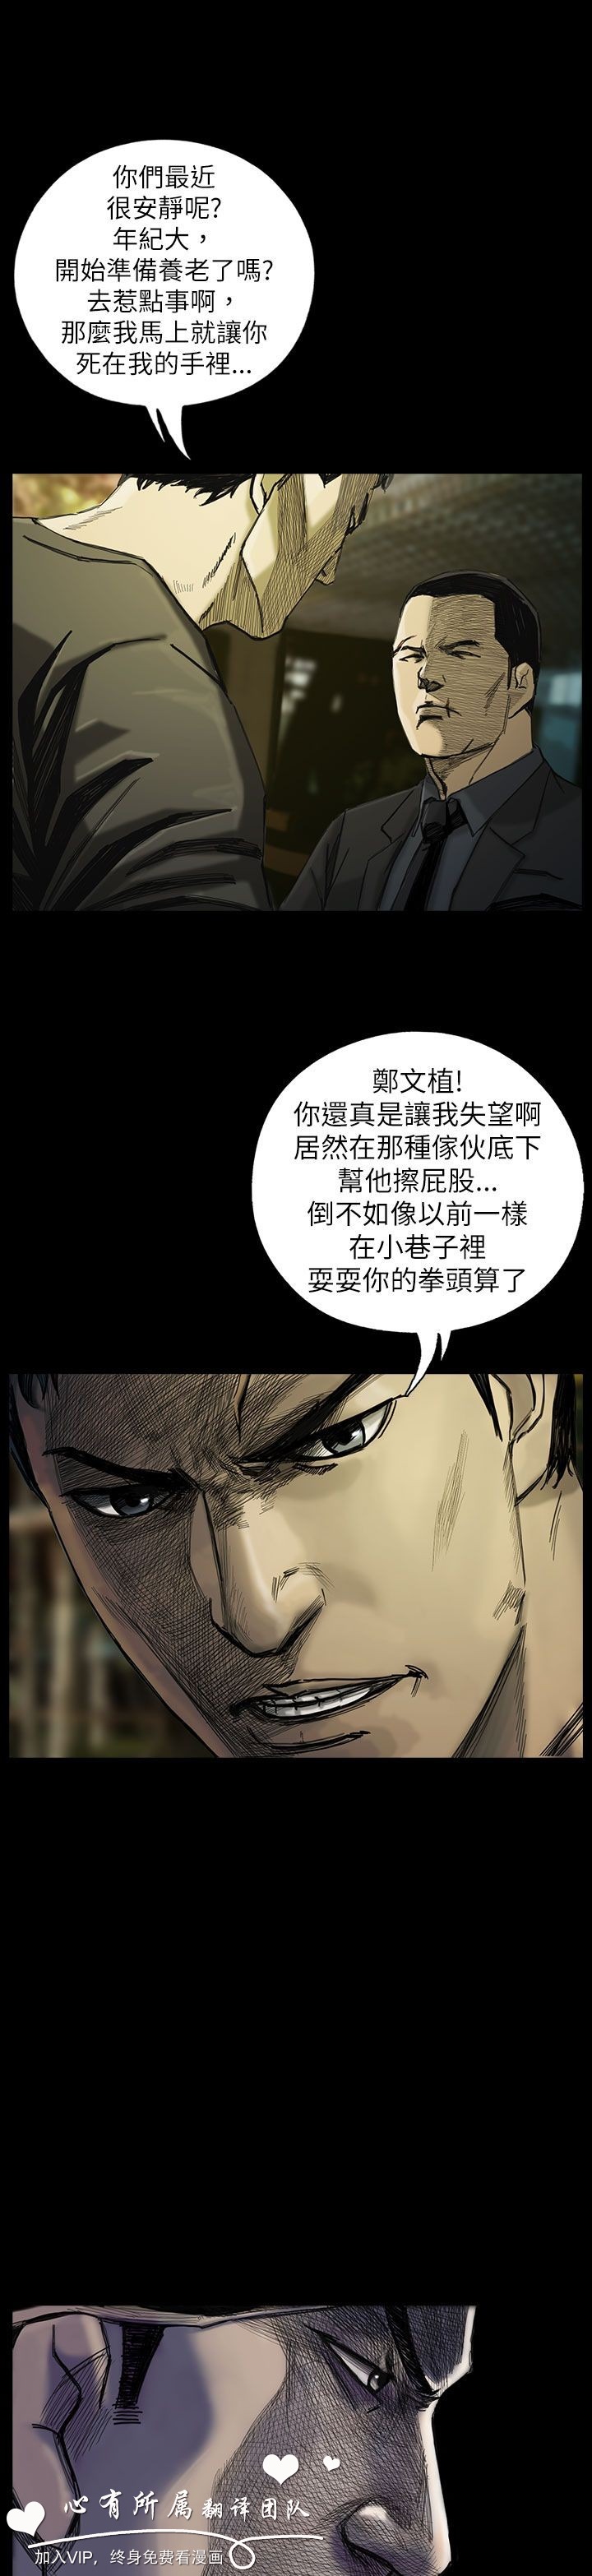 你們最近
很安靜呢?
年紀大，
開始準備養老了嗎?
去惹點事啊，
那麼我馬上就讓你
死在我的手裡...
鄭文植!
你還真是讓我失望啊
居然在那種傢伙底下
幫他擦屁股...
倒不如像以前一樣
在小巷子裡
耍耍你的拳頭算了
心有所属翻译团队
加入VIP，终身免费看漫画